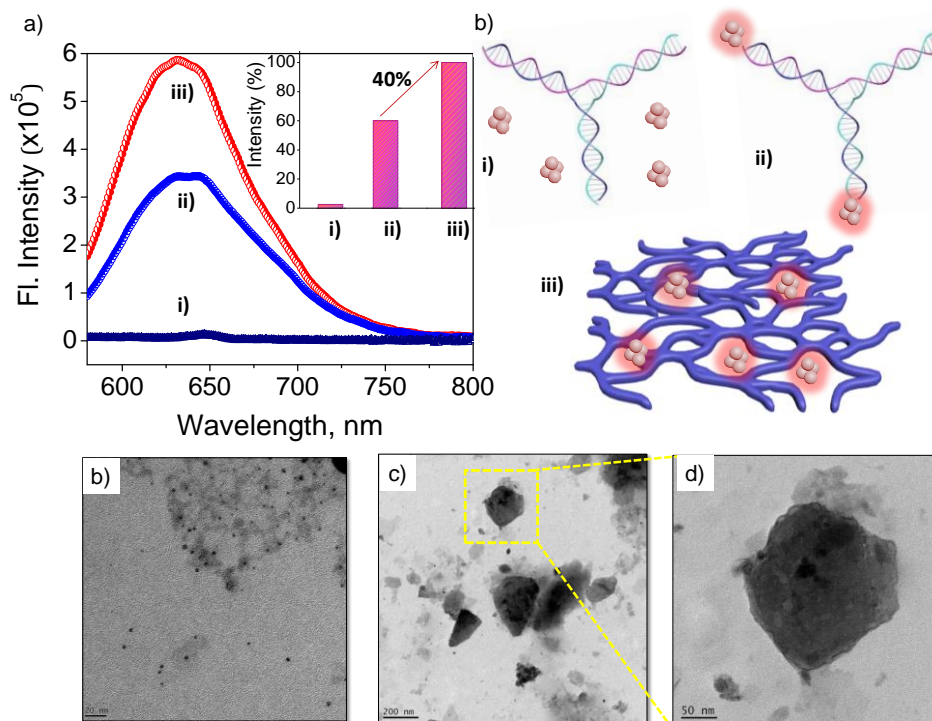 a)
Fl. Intensity (x10⁵)
6
5
4
3
2
1
0
600
650
700
750
800
Wavelength, nm
iii)
ii)
i)
Intensity (%)
100
80
60
40
20
0
40%
i)
ii)
iii)
b)
i)
ii)
iii)
b)
20 nm
c)
200 nm
d)
50 nm